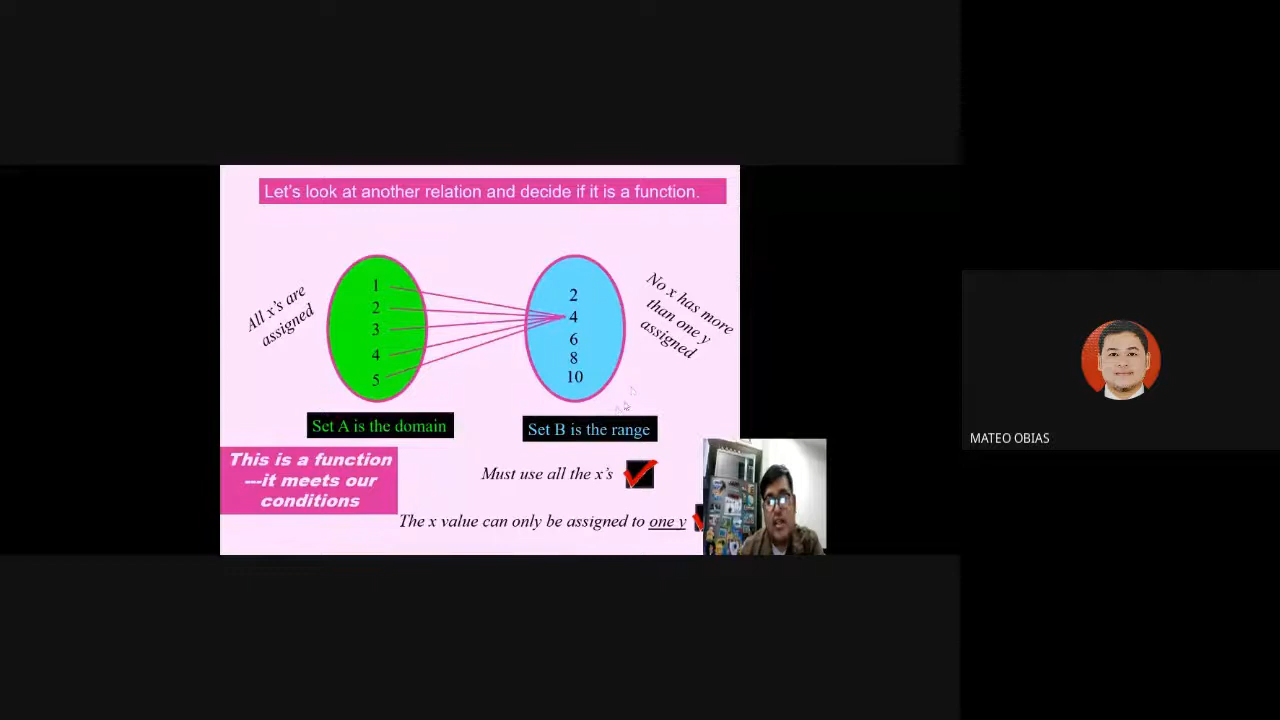 Let's look at another relation and decide if it is a function.
All x's are
assigned
1
2
3
4
5
2
4
6
8
10
No x has more
than one y
assigned
Set A is the domain
Set B is the range
This is a function
---it meets our
conditions
Must use all the x's
The x value can only be assigned to one y
MATEO OBIAS